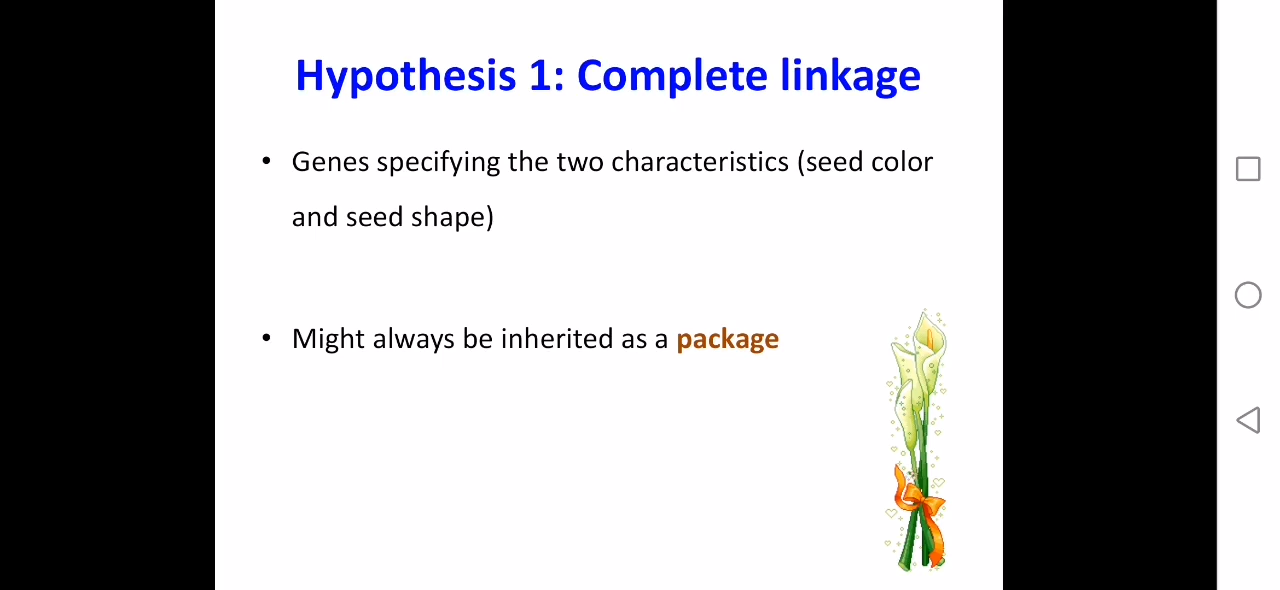 Hypothesis 1: Complete linkage
• Genes specifying the two characteristics (seed color
and seed shape)
• Might always be inherited as a package